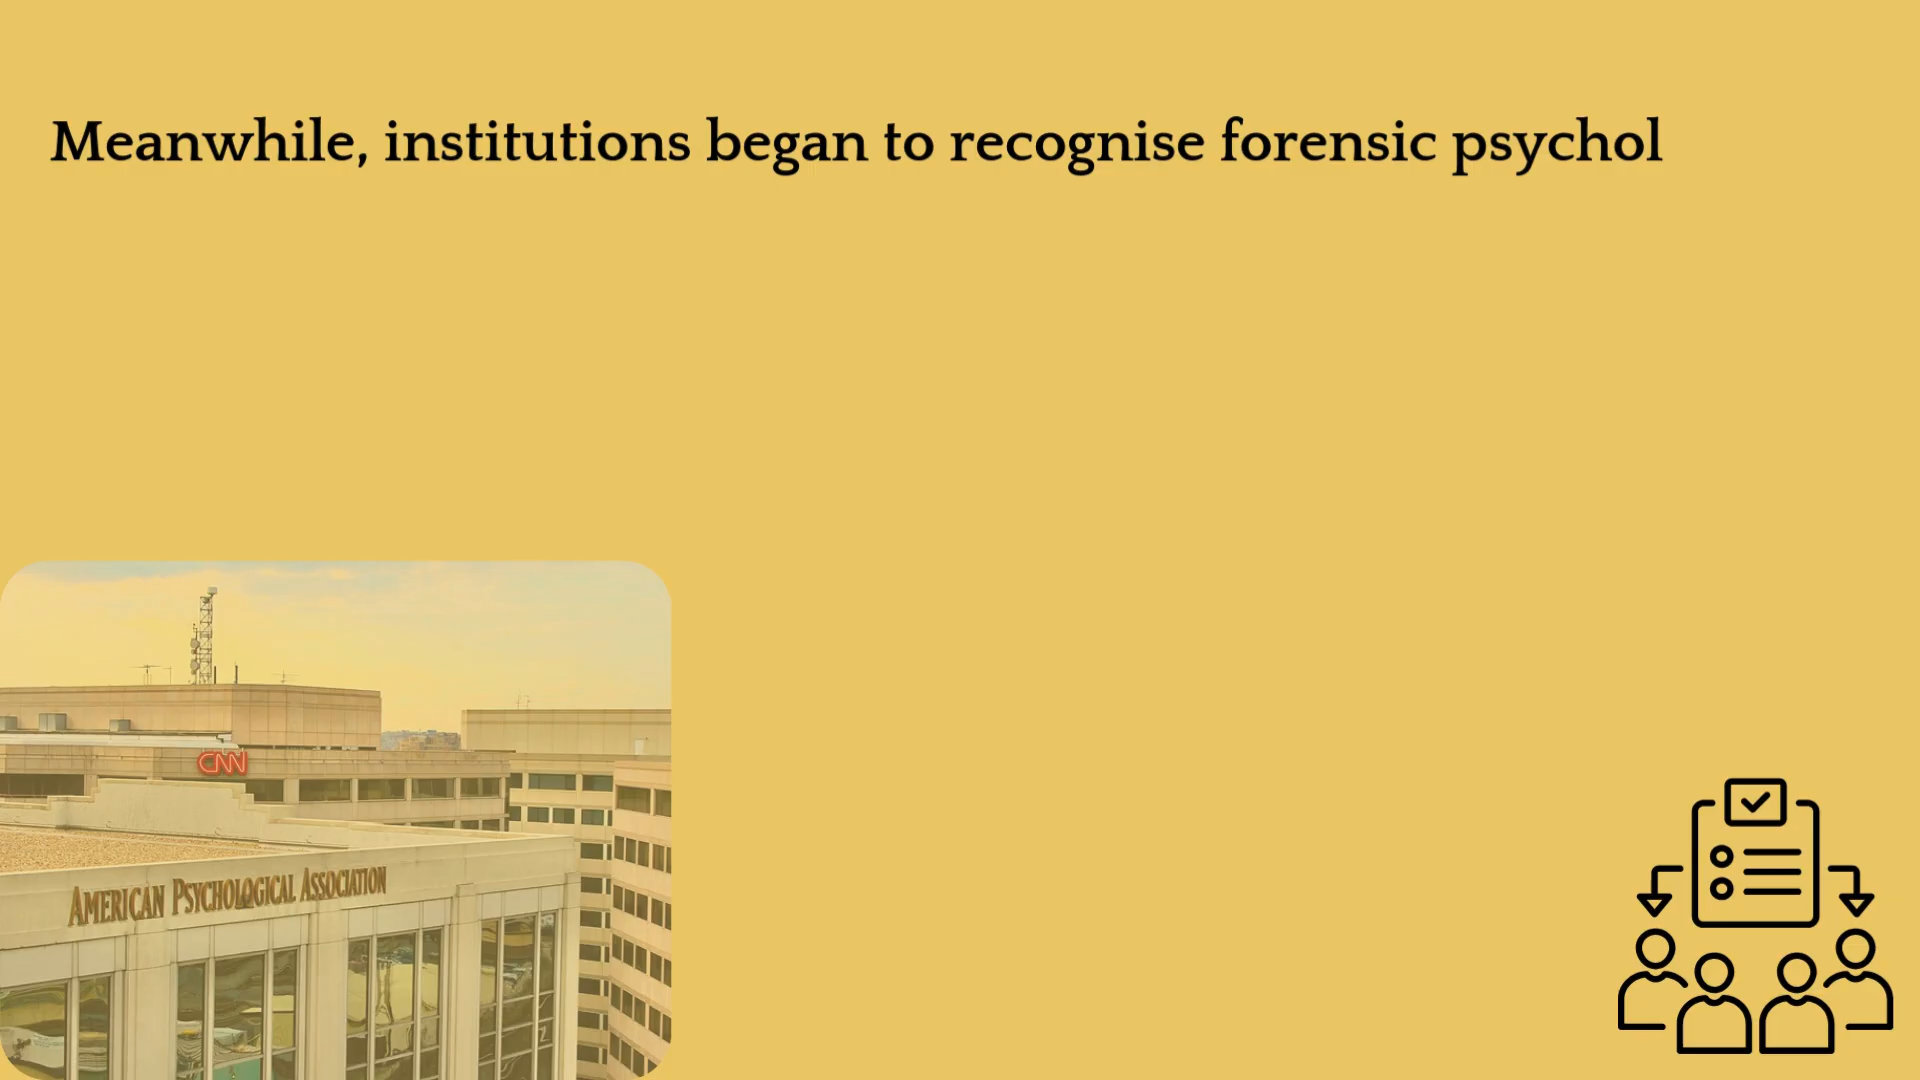 Meanwhile, institutions began to recognise forensic psychol
CNN
AMERICAN PSYCHOLOGICAL ASSOCIATION